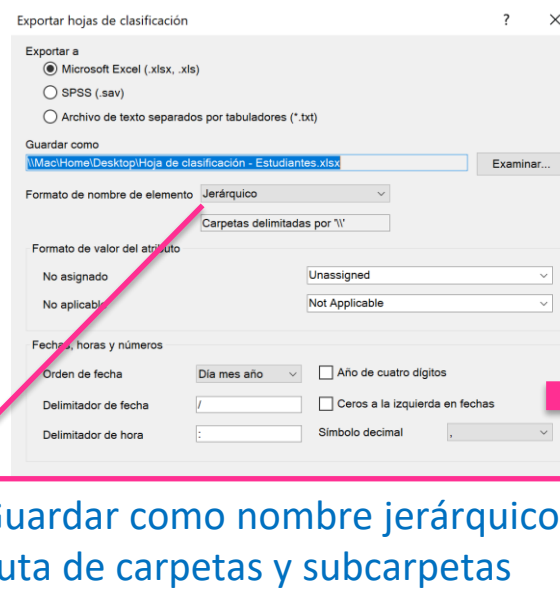 Exportar hojas de clasificación ? ×
Exportar a
Microsoft Excel (.xlsx, .xls)
SPSS (.sav)
Archivo de texto separados por tabuladores (*.txt)
Guardar como
\\Mac\Home\Desktop\Hoja de clasificación - Estudiantes.xlsx Examinar...
Formato de nombre de elemento Jerárquico
Carpetas delimitadas por '\\'
Formato de valor del atributo
No asignado Unassigned
No aplicable Not Applicable
Fechas, horas y números
Orden de fecha Día mes año Año de cuatro dígitos
Delimitador de fecha / Ceros a la izquierda en fechas
Delimitador de hora : Símbolo decimal ,
Guardar como nombre jerárquico
uta de carpetas y subcarpetas